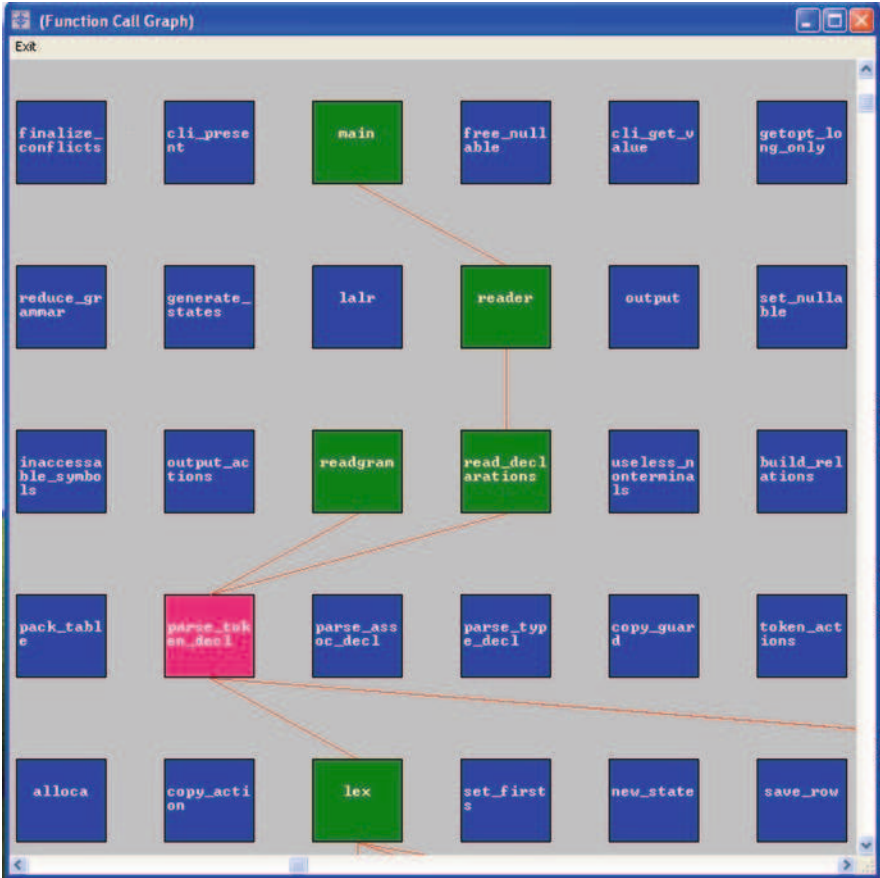 (Function Call Graph)
Exit
finalize_
conflicts
cli_prese
nt
main
free_null
able
cli_get_v
alue
getopt_lo
ng_only
reduce_gr
ammar
generate_
states
lalr
reader
output
set_nulla
ble
inaccessa
ble_symbo
ls
output_ac
tions
readgram
read_decl
arations
useless_n
ontermina
ls
build_rel
ations
pack_tabl
e
parse_tok
en_decl
parse_ass
oc_decl
parse_typ
e_decl
copy_guar
d
token_act
ions
alloca
copy_acti
on
lex
set_first
s
new_state
save_row